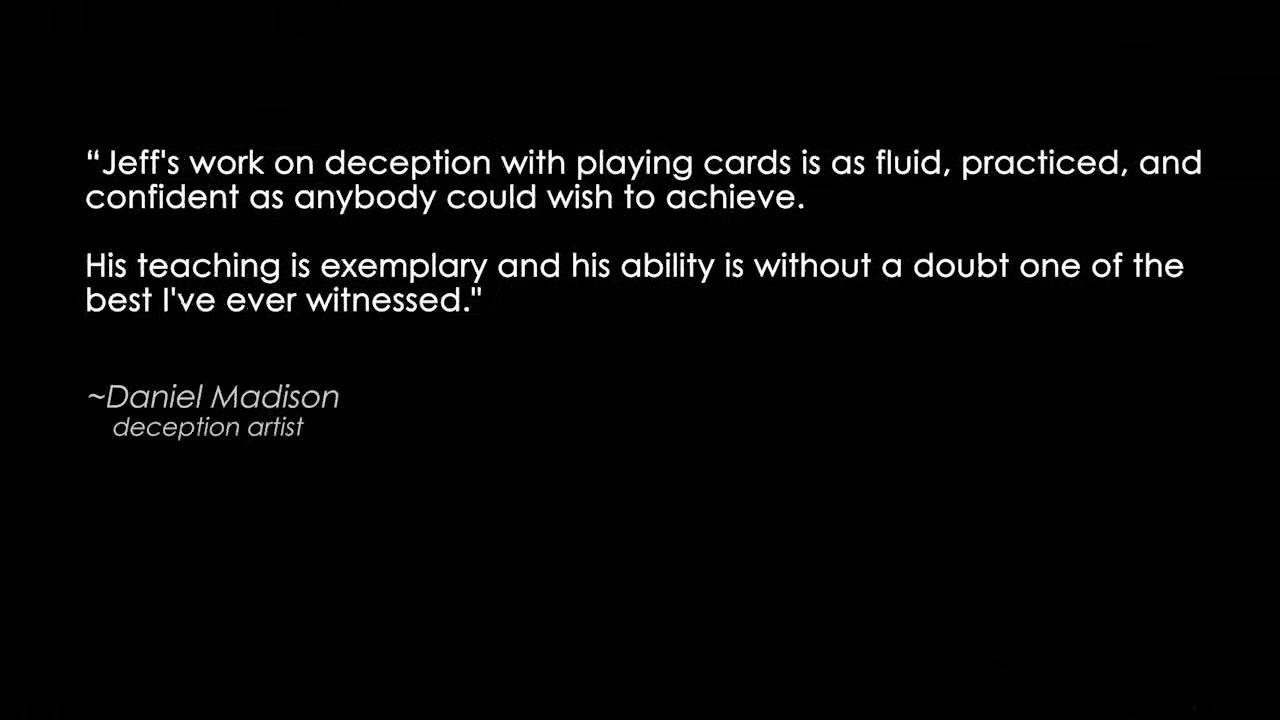 “Jeff's work on deception with playing cards is as fluid, practiced, and
confident as anybody could wish to achieve.
His teaching is exemplary and his ability is without a doubt one of the
best I've ever witnessed."
~Daniel Madison
deception artist